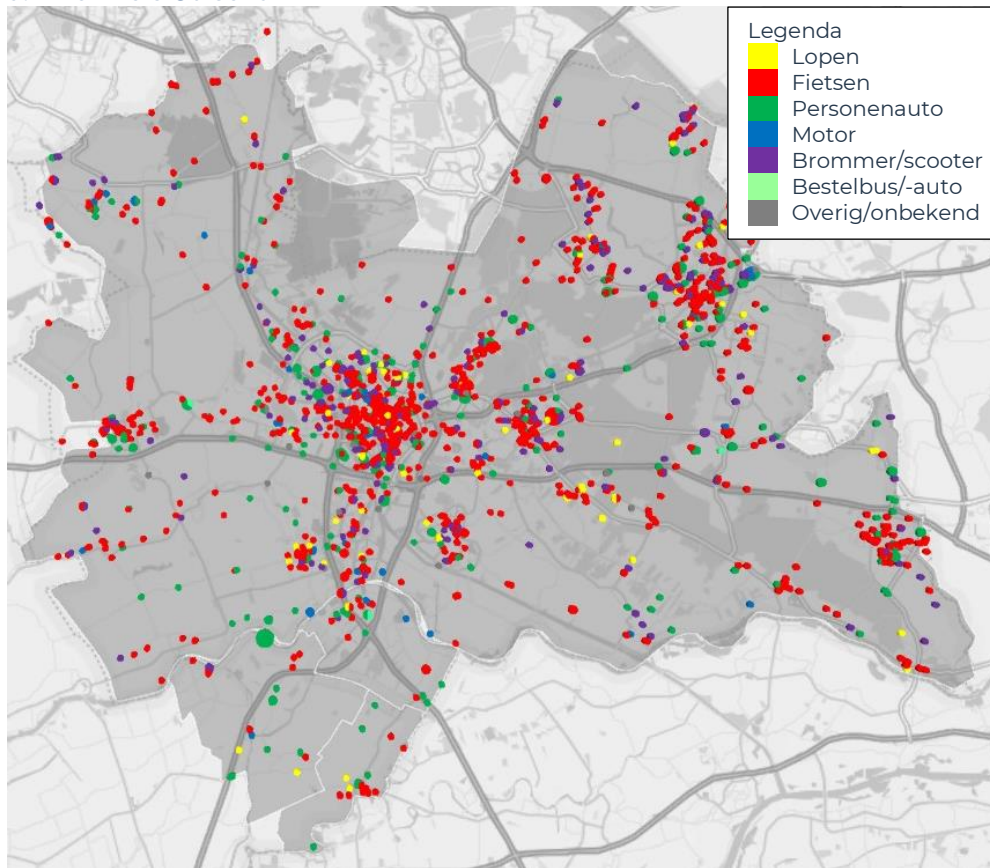 Legenda
Lopen
Fietsen
Personenauto
Motor
Brommer/scooter
Bestelbus/-auto
Overig/onbekend